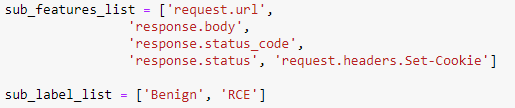 sub_features_list = ['request.url',
'response.body',
'response.status_code',
'response.status', 'request.headers.Set-Cookie']
sub_label_list = ['Benign', 'RCE']